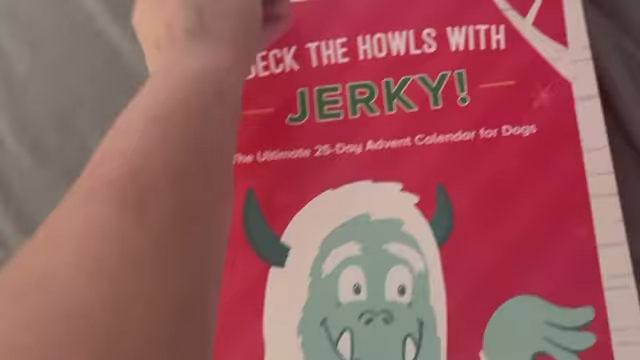 DECK THE HOWLS WITH
JERKY!
The Ultimate 25-Day Advent Calendar for Dogs